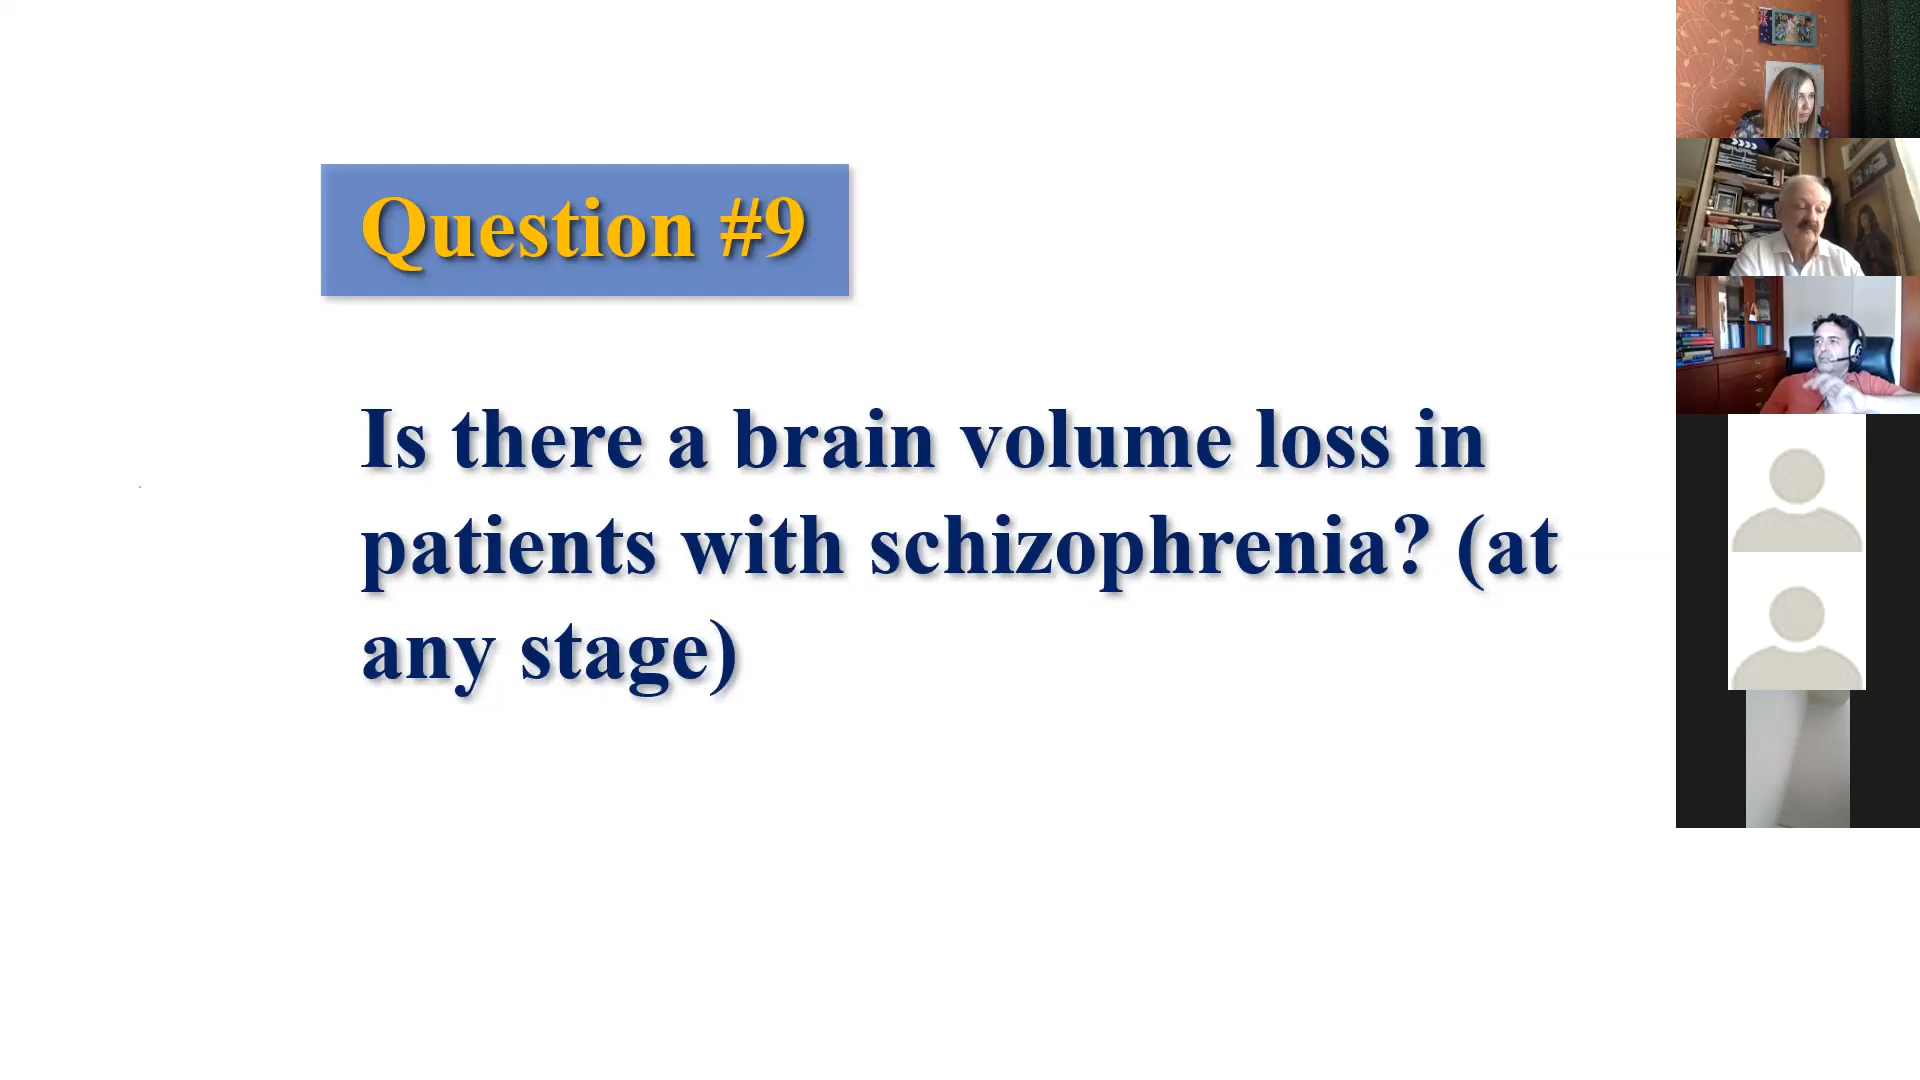 Question #9
Is there a brain volume loss in
patients with schizophrenia? (at
any stage)